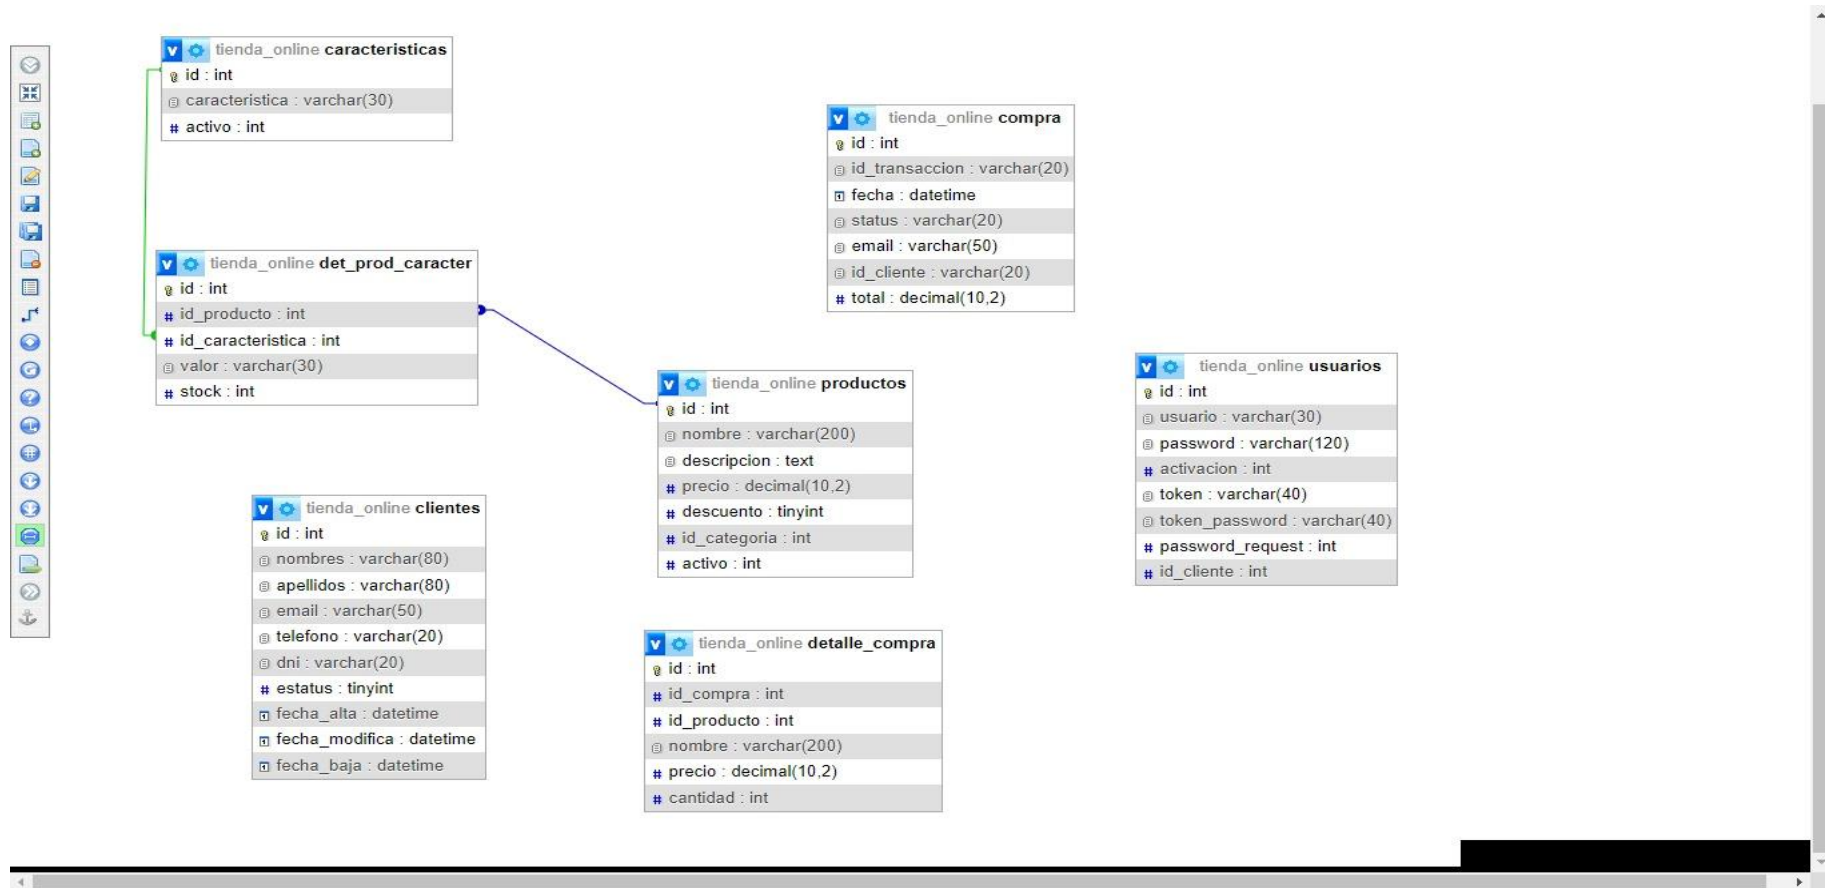 tienda_online caracteristicas
id : int
caracteristica : varchar(30)
activo : int
tienda_online compra
id : int
id_transaccion : varchar(20)
fecha : datetime
status : varchar(20)
email : varchar(50)
id_cliente : varchar(20)
total : decimal(10,2)
tienda_online det_prod_caracter
id : int
id_producto : int
id_caracteristica : int
valor : varchar(30)
stock : int
tienda_online productos
id : int
nombre : varchar(200)
descripcion : text
precio : decimal(10,2)
descuento : tinyint
id_categoria : int
activo : int
tienda_online usuarios
id : int
usuario : varchar(30)
password : varchar(120)
activacion : int
token : varchar(40)
token_password : varchar(40)
password_request : int
id_cliente : int
tienda_online clientes
id : int
nombres : varchar(80)
apellidos : varchar(80)
email : varchar(50)
telefono : varchar(20)
dni : varchar(20)
estatus : tinyint
fecha_alta : datetime
fecha_modifica : datetime
fecha_baja : datetime
tienda_online detalle_compra
id : int
id_compra : int
id_producto : int
nombre : varchar(200)
precio : decimal(10,2)
cantidad : int